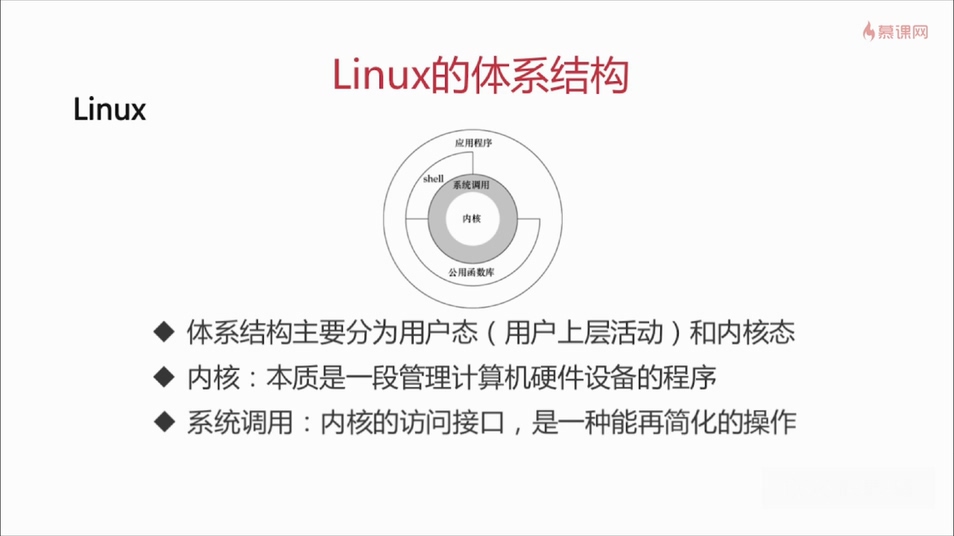 慕课网
Linux的体系结构
Linux
应用程序
shell
系统调用
内核
公用函数库
◆ 体系结构主要分为用户态（用户上层活动）和内核态
◆ 内核：本质是一段管理计算机硬件设备的程序
◆ 系统调用：内核的访问接口，是一种能再简化的操作